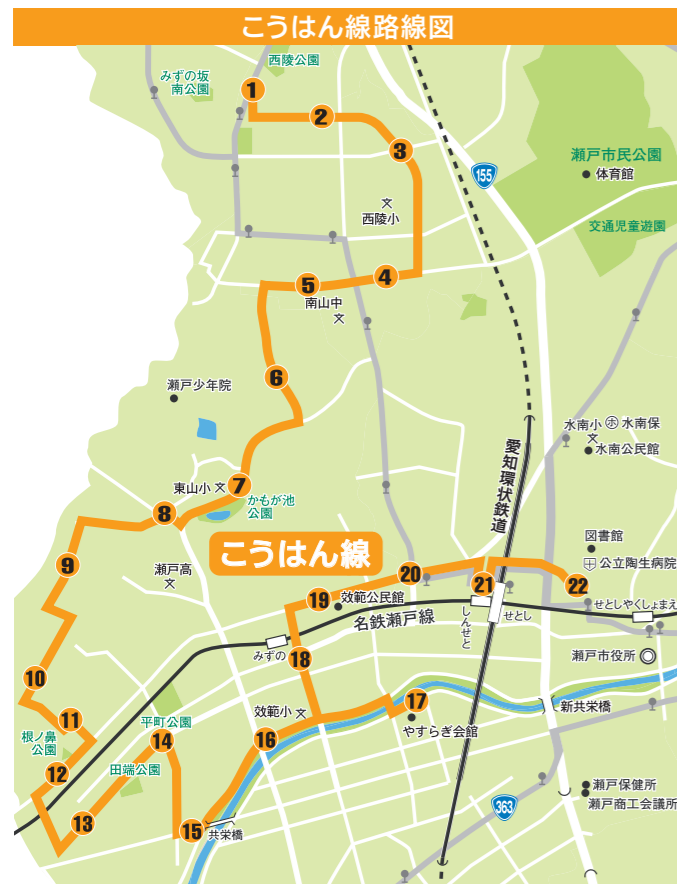 こうはん線路線図
西陵公園
みずの坂
南公園
1
2
3
155
瀬戸市民公園
体育館
西陵小
交通児童遊園
4
5
南山中
6
瀬戸少年院
水南小
ホ
水南保
水南公民館
愛知環状鉄道
東山小
7
かもが池
公園
8
図書館
こうはん線
公立陶生病院
瀬戸高
9
20
21
22
19
効範公民館
せとしやくしょまえ
しんせと
せとし
名鉄瀬戸線
みずの
18
瀬戸市役所
10
17
新共栄橋
11
平町公園
効範小
やすらぎ会館
根ノ鼻
公園
14
16
12
田端公園
瀬戸保健所
瀬戸商工会議所
13
15
共栄橋
363